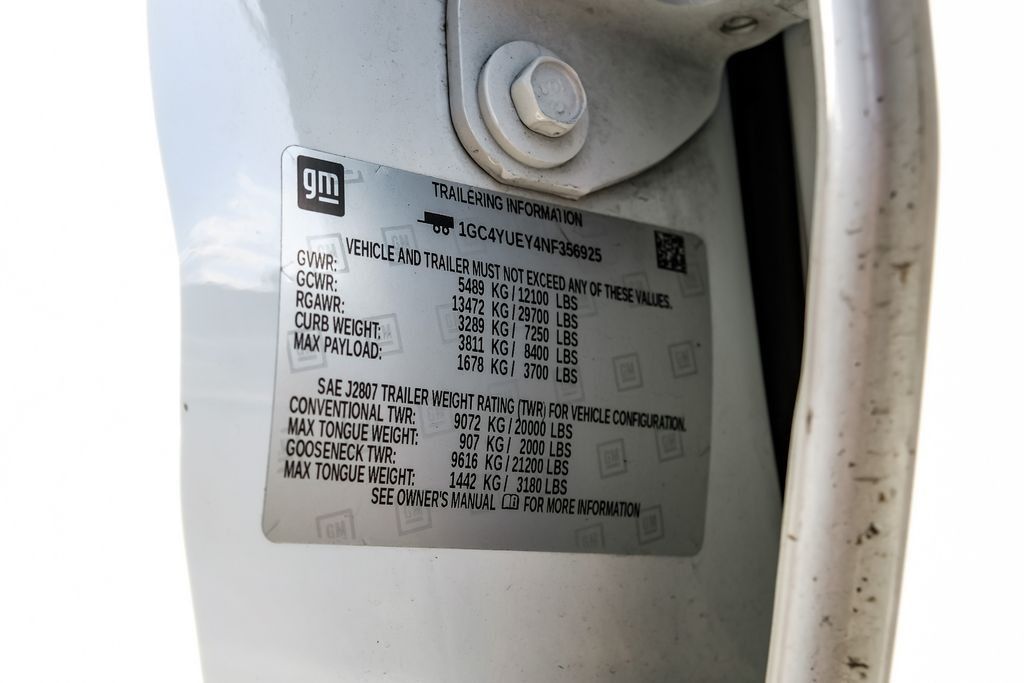 gm
TRAILERING INFORMATION
1GC4YUEY4NF356925
VEHICLE AND TRAILER MUST NOT EXCEED ANY OF THESE VALUES.
GVWR: 5489 KG/12100 LBS
GCWR: 13472 KG/29700 LBS
RGAWR: 3289 KG/ 7250 LBS
CURB WEIGHT: 3811 KG/ 8400 LBS
MAX PAYLOAD: 1678 KG/ 3700 LBS
SAE J2807 TRAILER WEIGHT RATING (TWR) FOR VEHICLE CONFIGURATION.
CONVENTIONAL TWR: 9072 KG/20000 LBS
MAX TONGUE WEIGHT: 907 KG/ 2000 LBS
GOOSENECK TWR: 9616 KG/21200 LBS
MAX TONGUE WEIGHT: 1442 KG/ 3180 LBS
SEE OWNER'S MANUAL FOR MORE INFORMATION